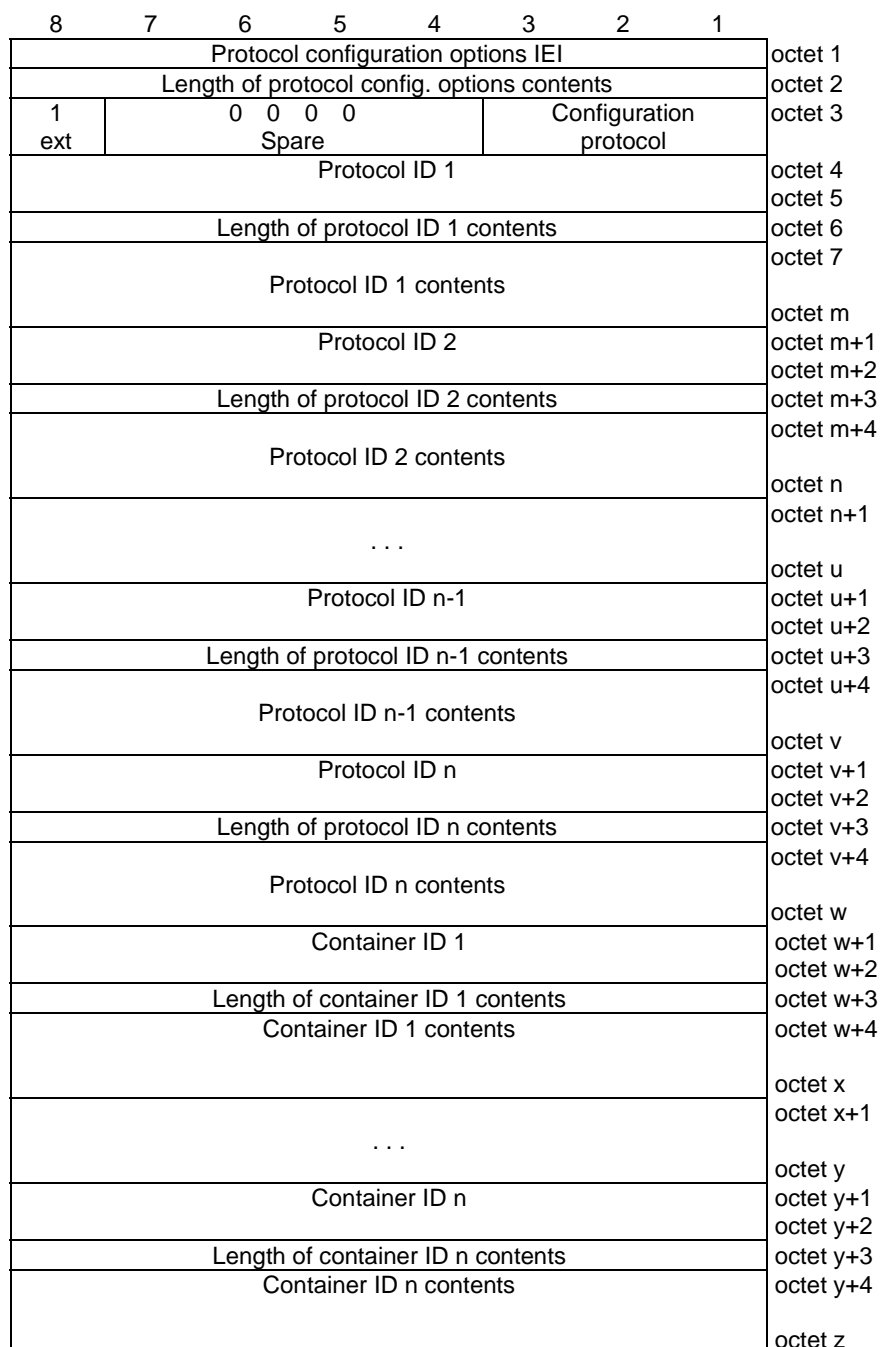 8 7 6 5 4 3 2 1
Protocol configuration options IEI octet 1
Length of protocol config. options contents octet 2
1 0 0 0 0 Configuration octet 3
ext Spare protocol
Protocol ID 1 octet 4
octet 5
Length of protocol ID 1 contents octet 6
octet 7
Protocol ID 1 contents
octet m
Protocol ID 2 octet m+1
octet m+2
Length of protocol ID 2 contents octet m+3
octet m+4
Protocol ID 2 contents
octet n
octet n+1
. . .
octet u
Protocol ID n-1 octet u+1
octet u+2
Length of protocol ID n-1 contents octet u+3
octet u+4
Protocol ID n-1 contents
octet v
Protocol ID n octet v+1
octet v+2
Length of protocol ID n contents octet v+3
octet v+4
Protocol ID n contents
octet w
Container ID 1 octet w+1
octet w+2
Length of container ID 1 contents octet w+3
Container ID 1 contents octet w+4
octet x
octet x+1
. . .
octet y
Container ID n octet y+1
octet y+2
Length of container ID n contents octet y+3
Container ID n contents octet y+4
octet z